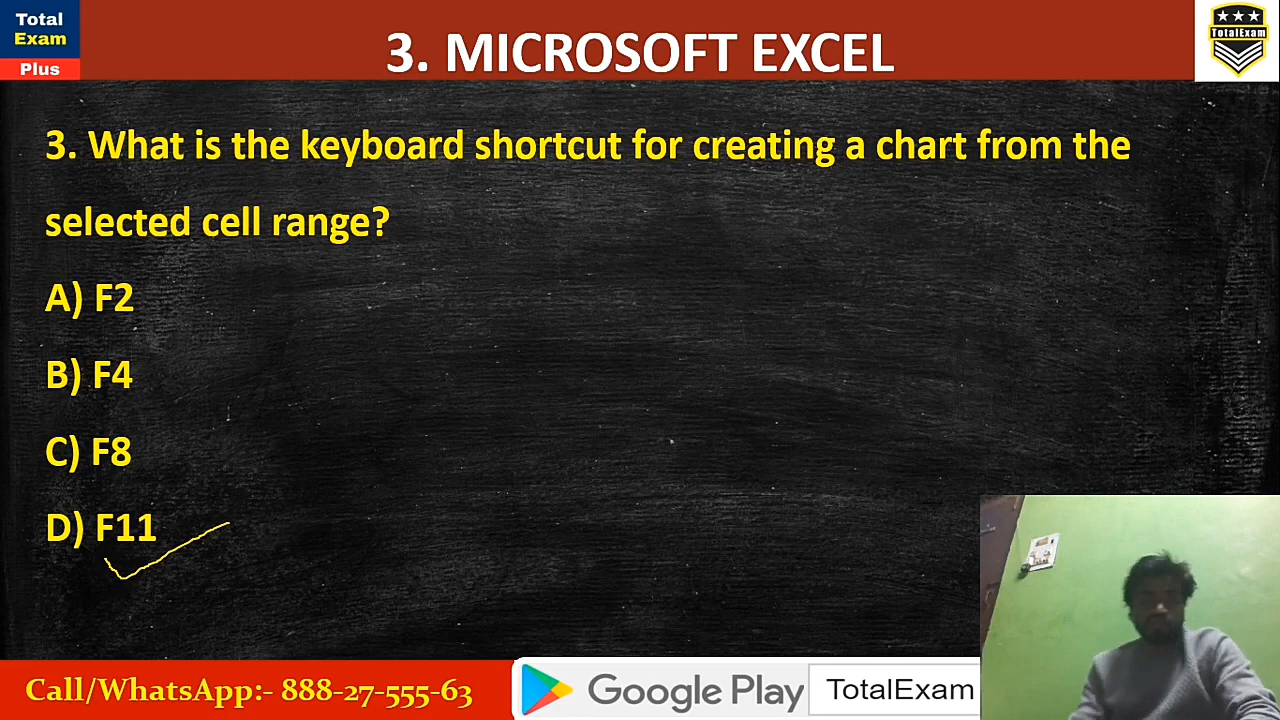 Total
Exam
Plus
3. MICROSOFT EXCEL
TotalExam
3. What is the keyboard shortcut for creating a chart from the
selected cell range?
A) F2
B) F4
C) F8
D) F11
Call/WhatsApp:- 888-27-555-63
Google Play
TotalExam